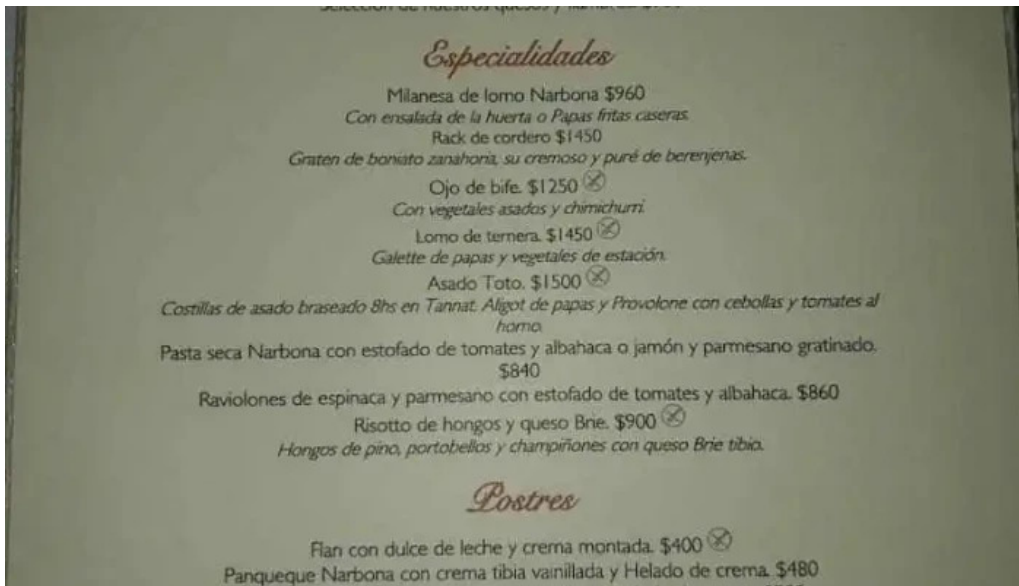 Selección de nuestros quesos y
Especialidades
Milanesa de lomo Narbona $960
Con ensalada de la huerta o Papas fritas caseras.
Rack de cordero $1450
Graten de boniato zanahoria, su cremoso y puré de berenjenas.
Ojo de bife. $1250
Con vegetales asados y chimichurri.
Lomo de ternera. $1450
Galette de papas y vegetales de estación.
Asado Toto. $1500
Costillas de asado braseado 8hs en Tannat. Aligot de papas y Provolone con cebollas y tomates al
horno.
Pasta seca Narbona con estofado de tomates y albahaca o jamón y parmesano gratinado.
$840
Raviolones de espinaca y parmesano con estofado de tomates y albahaca. $860
Risotto de hongos y queso Brie. $900
Hongos de pino, portobellos y champiñones con queso Brie tibio.
Postres
Flan con dulce de leche y crema montada. $400
Panqueque Narbona con crema tibia vainillada y Helado de crema. $480